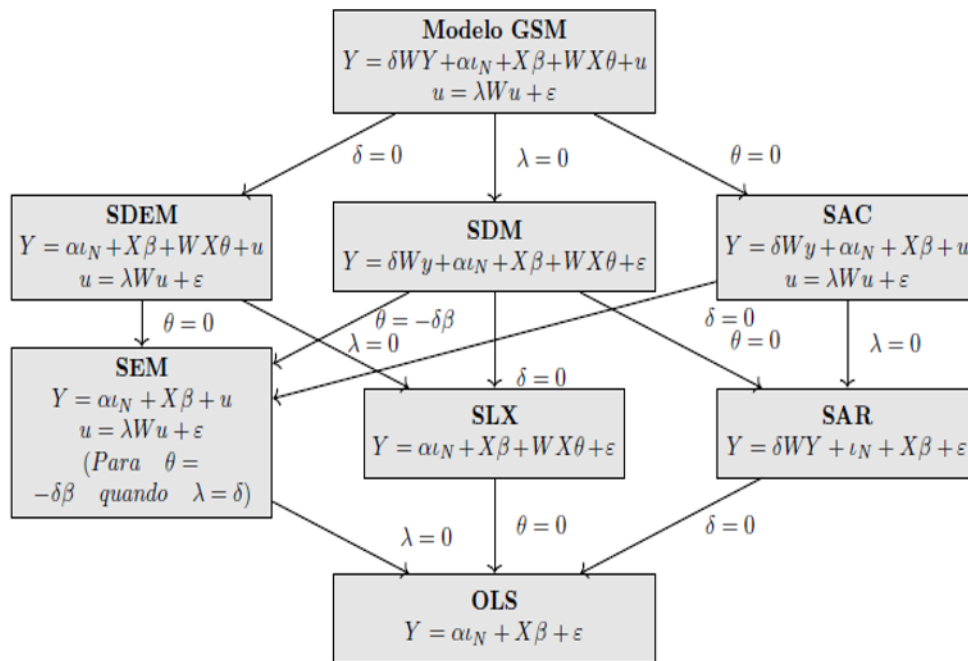 Modelo GSM
Y = δWY + αι_N + Xβ + WXθ + u
u = λWu + ε
δ = 0
λ = 0
θ = 0
SDEM
Y = αι_N + Xβ + WXθ + u
u = λWu + ε
SDM
Y = δWy + αι_N + Xβ + WXθ + ε
SAC
Y = δWy + αι_N + Xβ + u
u = λWu + ε
θ = 0
θ = −δβ
λ = 0
δ = 0
δ = 0
θ = 0
λ = 0
SEM
Y = αι_N + Xβ + u
u = λWu + ε
(Para θ =
−δβ quando λ = δ)
SLX
Y = αι_N + Xβ + WXθ + ε
SAR
Y = δWY + ι_N + Xβ + ε
λ = 0
θ = 0
δ = 0
OLS
Y = αι_N + Xβ + ε